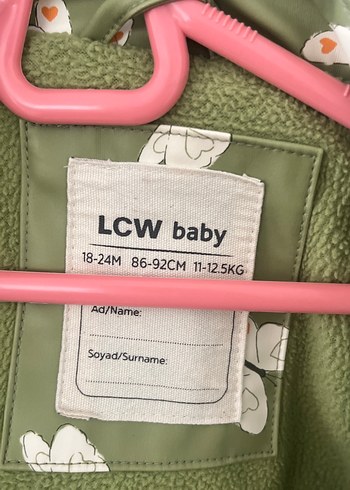 LCW baby
18-24M 86-92CM 11-12.5KG
Ad/Name:
Soyad/Surname: